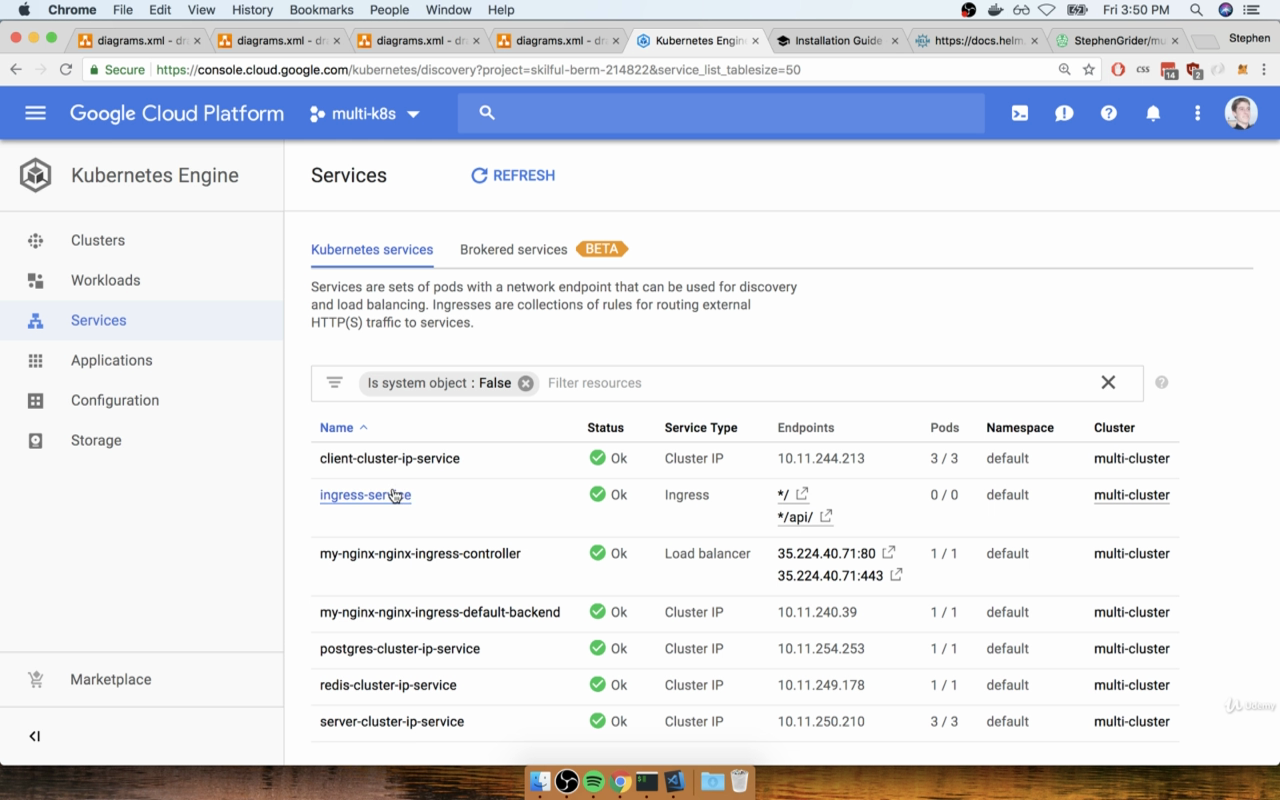 Chrome File Edit View History Bookmarks People Window Help Fri 3:50 PM
diagrams.xml - dr diagrams.xml - dr diagrams.xml - dr diagrams.xml - dr Kubernetes Engin Installation Guide https://docs.helm. StephenGrider/mu Stephen
Secure https://console.cloud.google.com/kubernetes/discovery?project=skilful-berm-214822&service_list_tablesize=50 CSS 14 2
Google Cloud Platform multi-k8s
Kubernetes Engine
Services REFRESH
Clusters
Workloads
Services
Applications
Configuration
Storage
Marketplace
Kubernetes services Brokered services BETA
Services are sets of pods with a network endpoint that can be used for discovery
and load balancing. Ingresses are collections of rules for routing external
HTTP(S) traffic to services.
Is system object : False Filter resources
Name Status Service Type Endpoints Pods Namespace Cluster
client-cluster-ip-service Ok Cluster IP 10.11.244.213 3 / 3 default multi-cluster
ingress-service Ok Ingress */ 0 / 0 default multi-cluster
*/api/
my-nginx-nginx-ingress-controller Ok Load balancer 35.224.40.71:80 1 / 1 default multi-cluster
35.224.40.71:443
my-nginx-nginx-ingress-default-backend Ok Cluster IP 10.11.240.39 1 / 1 default multi-cluster
postgres-cluster-ip-service Ok Cluster IP 10.11.254.253 1 / 1 default multi-cluster
redis-cluster-ip-service Ok Cluster IP 10.11.249.178 1 / 1 default multi-cluster
server-cluster-ip-service Ok Cluster IP 10.11.250.210 3 / 3 default multi-cluster
Udemy